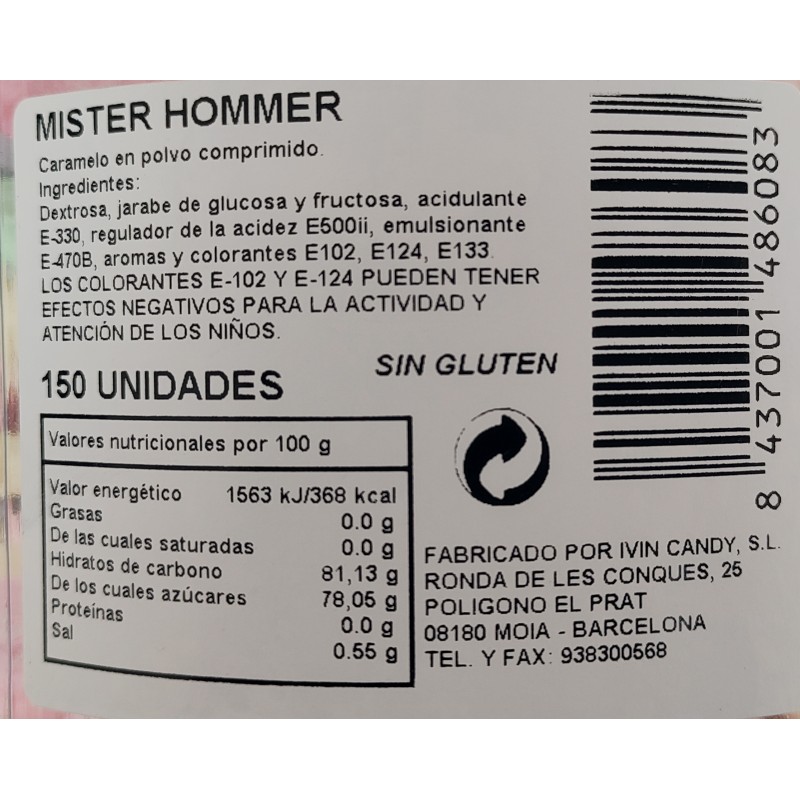 MISTER HOMMER
Caramelo en polvo comprimido.
Ingredientes:
Dextrosa, jarabe de glucosa y fructosa, acidulante
E-330, regulador de la acidez E500ii, emulsionante
E-470B, aromas y colorantes E102, E124, E133.
LOS COLORANTES E-102 Y E-124 PUEDEN TENER
EFECTOS NEGATIVOS PARA LA ACTIVIDAD Y
ATENCIÓN DE LOS NIÑOS.
SIN GLUTEN
150 UNIDADES
Valores nutricionales por 100 g
Valor energético 1563 kJ/368 kcal
Grasas 0.0 g
De las cuales saturadas 0.0 g
Hidratos de carbono 81,13 g
De los cuales azúcares 78,05 g
Proteínas 0.0 g
Sal 0.55 g
FABRICADO POR IVIN CANDY, S.L.
RONDA DE LES CONQUES, 25
POLIGONO EL PRAT
08180 MOIA - BARCELONA
TEL. Y FAX: 938300568
8 437001 486083